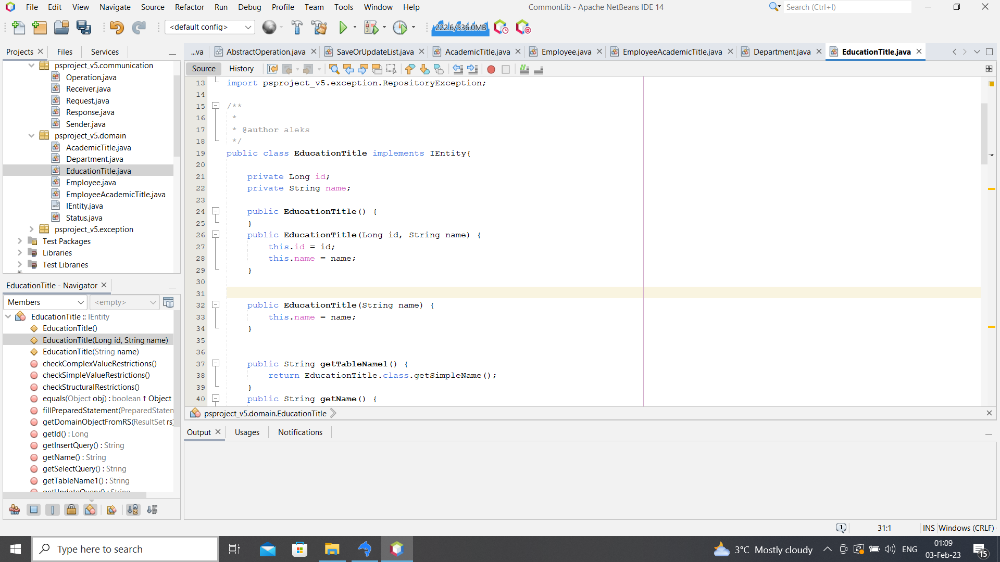 File Edit View Navigate Source Refactor Run Debug Profile Team Tools Window Help
CommonLib - Apache NetBeans IDE 14
Search (Ctrl+I)
<default config>
222.6/536.0MB
Projects Files Services
psproject_v5.communication
Operation.java
Receiver.java
Request.java
Response.java
Sender.java
psproject_v5.domain
AcademicTitle.java
Department.java
EducationTitle.java
Employee.java
EmployeeAcademicTitle.java
IEntity.java
Status.java
psproject_v5.exception
Test Packages
Libraries
Test Libraries
EducationTitle - Navigator
Members <empty>
EducationTitle :: IEntity
EducationTitle()
EducationTitle(Long id, String name)
EducationTitle(String name)
checkComplexValueRestrictions()
checkSimpleValueRestrictions()
checkStructuralRestrictions()
equals(Object obj) : boolean ↑ Object
fillPreparedStatement(PreparedStaten
getDomainObjectFromRS(ResultSet rs)
getId() : Long
getInsertQuery() : String
getName() : String
getSelectQuery() : String
getTableName1() : String
getUpdateQuery() : String
...va AbstractOperation.java SaveOrUpdateList.java AcademicTitle.java Employee.java EmployeeAcademicTitle.java Department.java EducationTitle.java
Source History
13 import psproject_v5.exception.RepositoryException;
14
15 /**
16 *
17 * @author aleks
18 */
19 public class EducationTitle implements IEntity{
20
21 private Long id;
22 private String name;
23
24 public EducationTitle() {
25 }
26 public EducationTitle(Long id, String name) {
27 this.id = id;
28 this.name = name;
29 }
30
31
32 public EducationTitle(String name) {
33 this.name = name;
34 }
35
36
37 public String getTableName1() {
38 return EducationTitle.class.getSimpleName();
39 }
40 public String getName() {
psproject_v5.domain.EducationTitle
Output Usages Notifications
1 31:1 INS Windows (CRLF)
Type here to search
3°C Mostly cloudy
ENG
01:09
03-Feb-23
15